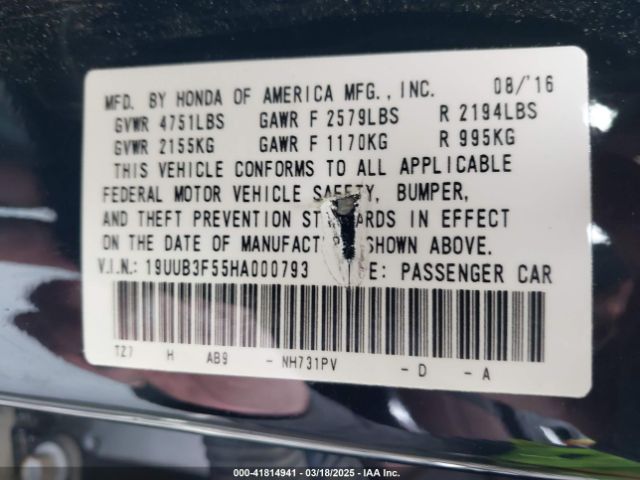 MFD. BY HONDA OF AMERICA MFG., INC. 08/'16
GVWR 4751LBS GAWR F 2579LBS R 2194LBS
GVWR 2155KG GAWR F 1170KG R 995KG
THIS VEHICLE CONFORMS TO ALL APPLICABLE
FEDERAL MOTOR VEHICLE SAFETY, BUMPER,
AND THEFT PREVENTION ST RDS IN EFFECT
ON THE DATE OF MANUFACT SHOWN ABOVE.
V.I.N.: 19UUB3F55HA000793 E: PASSENGER CAR
T27 H AB9 - NH731PV - D - A
000-41814941 — 03/18/2025 — IAA Inc.